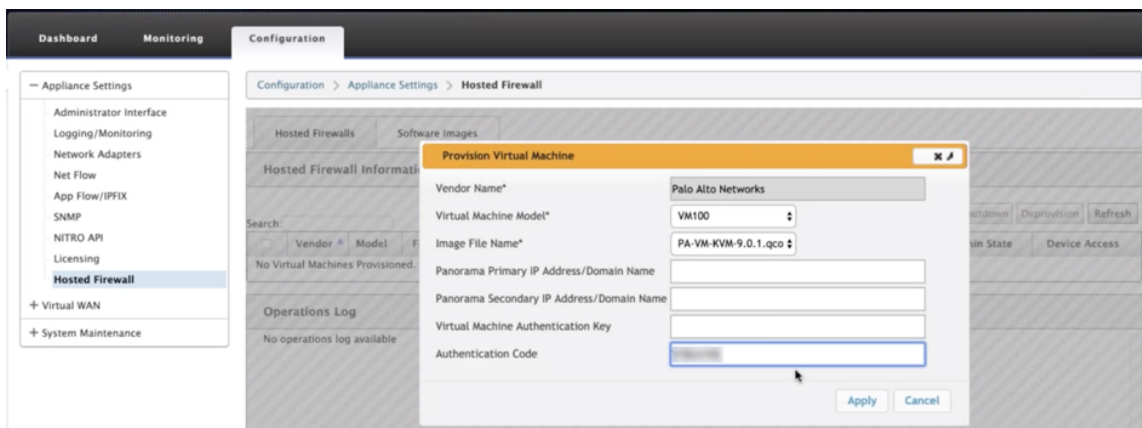 Dashboard Monitoring Configuration
— Appliance Settings
Administrator Interface
Logging/Monitoring
Network Adapters
Net Flow
App Flow/IPFIX
SNMP
NITRO API
Licensing
Hosted Firewall
+ Virtual WAN
+ System Maintenance
Configuration > Appliance Settings > Hosted Firewall
Hosted Firewalls Software Images
Hosted Firewall Informati
Search:
Shutdown Deprovision Refresh
Vendor Model
Admin State Device Access
No Virtual Machines Provisioned.
Operations Log
No operations log available
Provision Virtual Machine
Vendor Name* Palo Alto Networks
Virtual Machine Model* VM100
Image File Name* PA-VM-KVM-9.0.1.qco
Panorama Primary IP Address/Domain Name
Panorama Secondary IP Address/Domain Name
Virtual Machine Authentication Key
Authentication Code
Apply Cancel